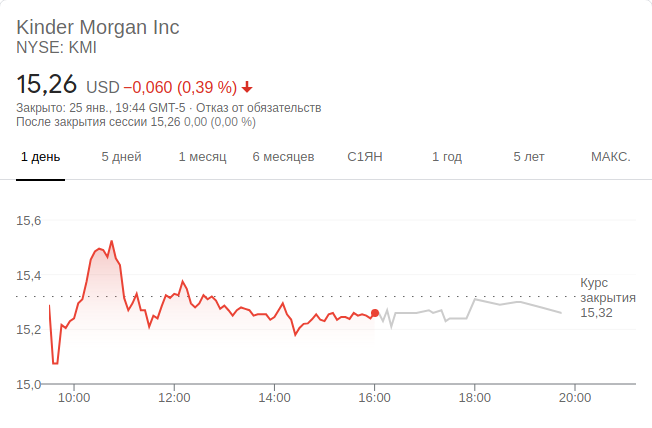 Kinder Morgan Inc
NYSE: KMI
15,26 USD −0,060 (0,39 %)
Закрыто: 25 янв., 19:44 GMT-5 · Отказ от обязательств
После закрытия сессии 15,26 0,00 (0,00 %)
1 день 5 дней 1 месяц 6 месяцев С1ЯН 1 год 5 лет МАКС.
15,6
15,4
15,2
15,0
Курс
закрытия
15,32
10:00 12:00 14:00 16:00 18:00 20:00